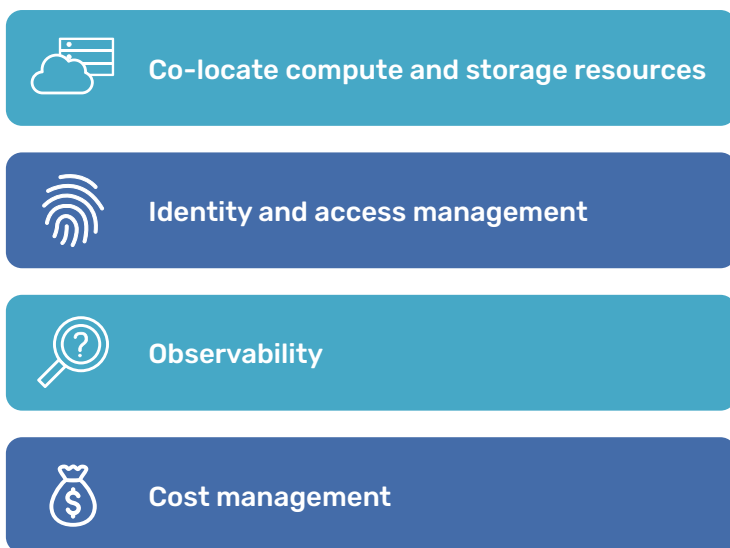 Co-locate compute and storage resources
Identity and access management
?
Observability
$
Cost management